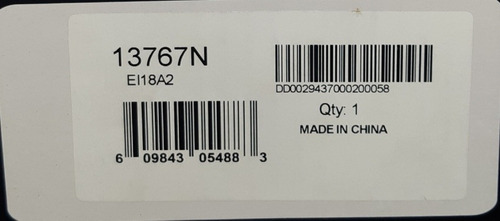 13767N
EI18A2
DD0029437000200058
Qty: 1
MADE IN CHINA
6 09843 05488 3